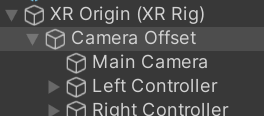 XR Origin (XR Rig)
Camera Offset
Main Camera
Left Controller
Right Controller